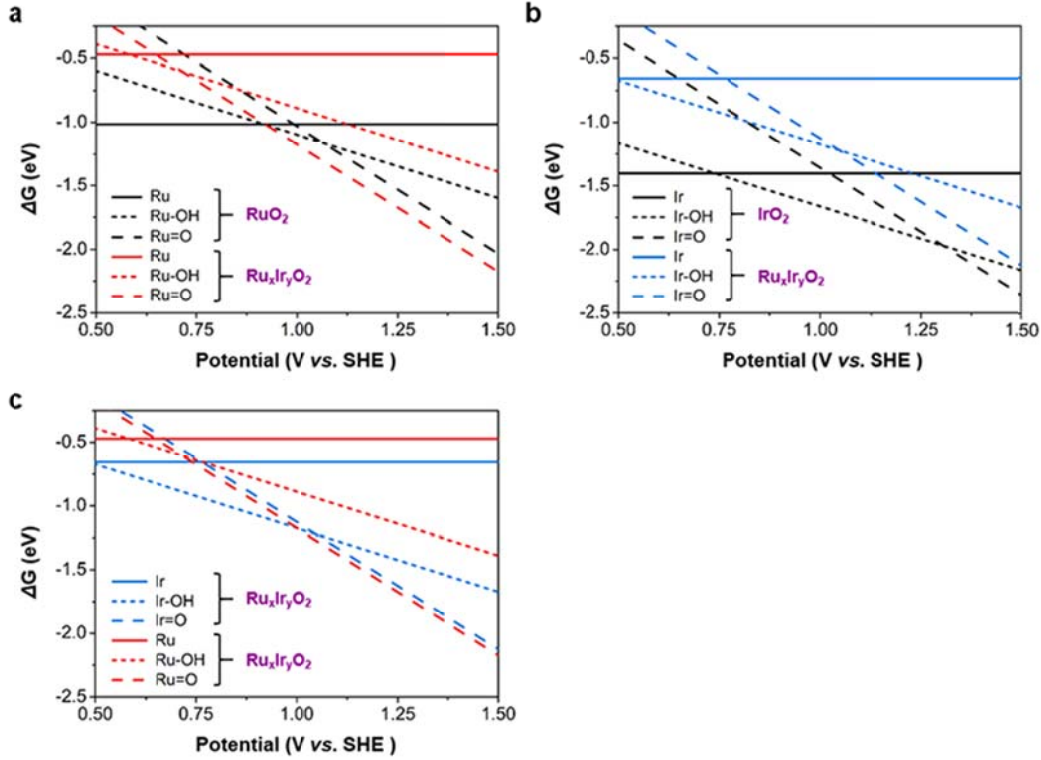 a
ΔG (eV)
-0.5
-1.0
-1.5
-2.0
-2.5
0.50 0.75 1.00 1.25 1.50
Potential (V vs. SHE )
Ru
Ru-OH
Ru=O
RuO2
Ru
Ru-OH
Ru=O
RuxIryO2
b
ΔG (eV)
-0.5
-1.0
-1.5
-2.0
-2.5
0.50 0.75 1.00 1.25 1.50
Potential (V vs. SHE )
Ir
Ir-OH
Ir=O
IrO2
Ir
Ir-OH
Ir=O
RuxIryO2
c
ΔG (eV)
-0.5
-1.0
-1.5
-2.0
-2.5
0.50 0.75 1.00 1.25 1.50
Potential (V vs. SHE )
Ir
Ir-OH
Ir=O
RuxIryO2
Ru
Ru-OH
Ru=O
RuxIryO2